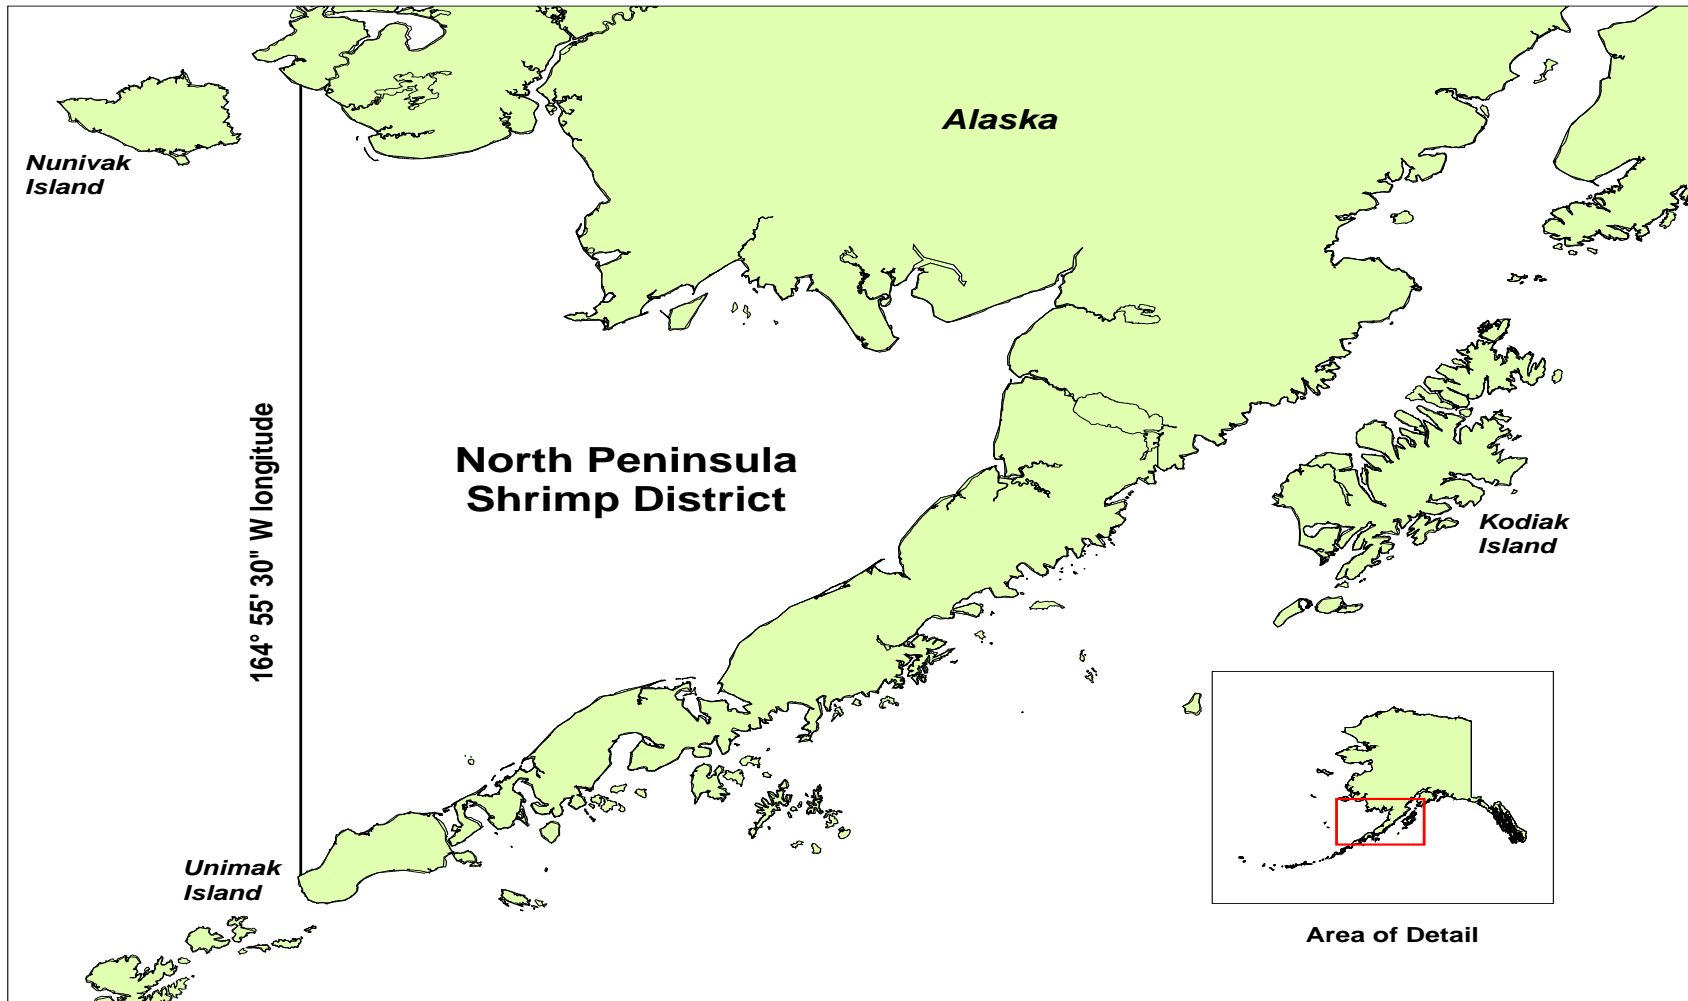 Alaska
Nunivak
Island
164° 55' 30" W longitude
North Peninsula
Shrimp District
Kodiak
Island
Unimak
Island
Area of Detail